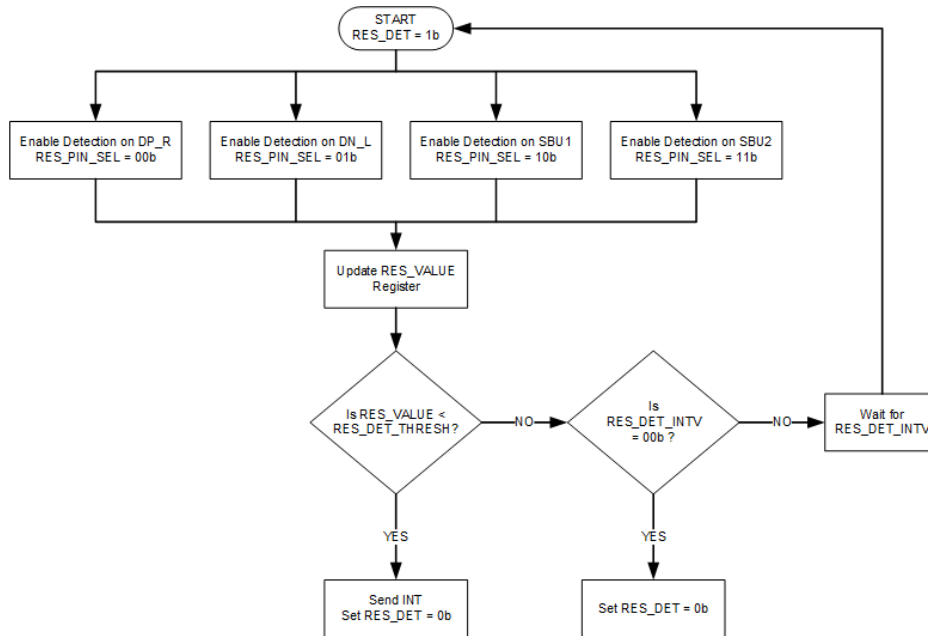 START
RES_DET = 1b
Enable Detection on DP_R
RES_PIN_SEL = 00b
Enable Detection on DN_L
RES_PIN_SEL = 01b
Enable Detection on SBU1
RES_PIN_SEL = 10b
Enable Detection on SBU2
RES_PIN_SEL = 11b
Update RES_VALUE
Register
Is RES_VALUE <
RES_DET_THRESH?
NO
Is
RES_DET_INTV
= 00b ?
NO
Wait for
RES_DET_INTV
YES
YES
Send INT
Set RES_DET = 0b
Set RES_DET = 0b